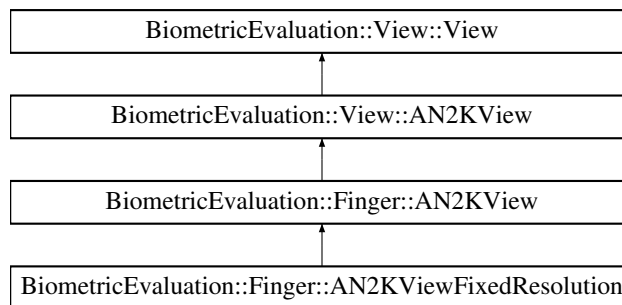 BiometricEvaluation::View::View
BiometricEvaluation::View::AN2KView
BiometricEvaluation::Finger::AN2KView
BiometricEvaluation::Finger::AN2KViewFixedResolution